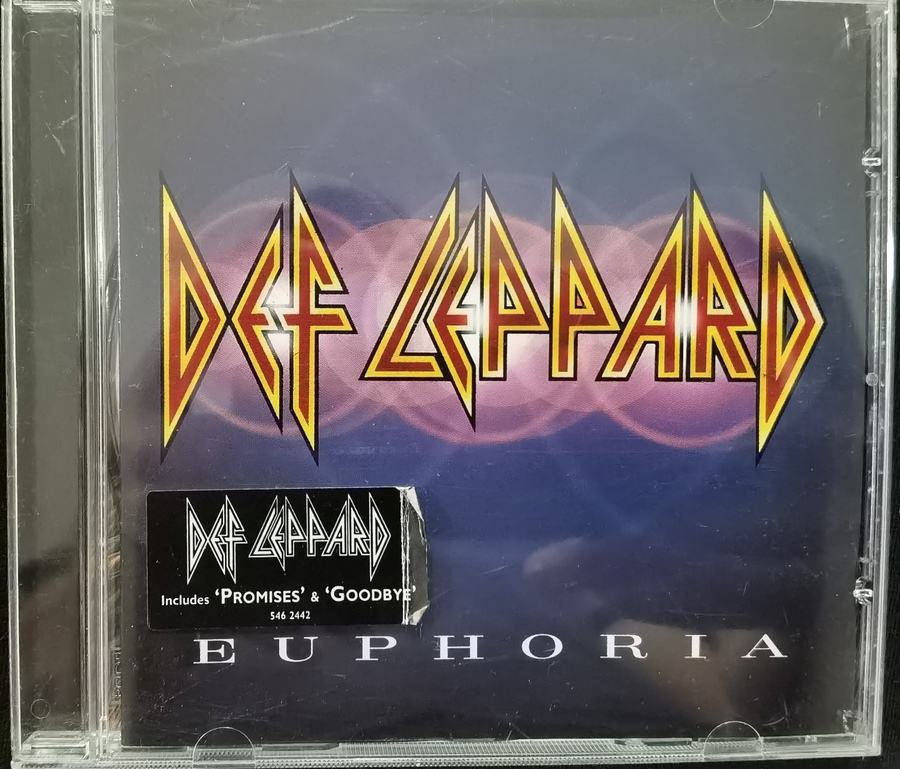 DEF LEPPARD
DEF LEPPARD
Includes 'PROMISES' & 'GOODBYE'
546 2442
EUPHORIA